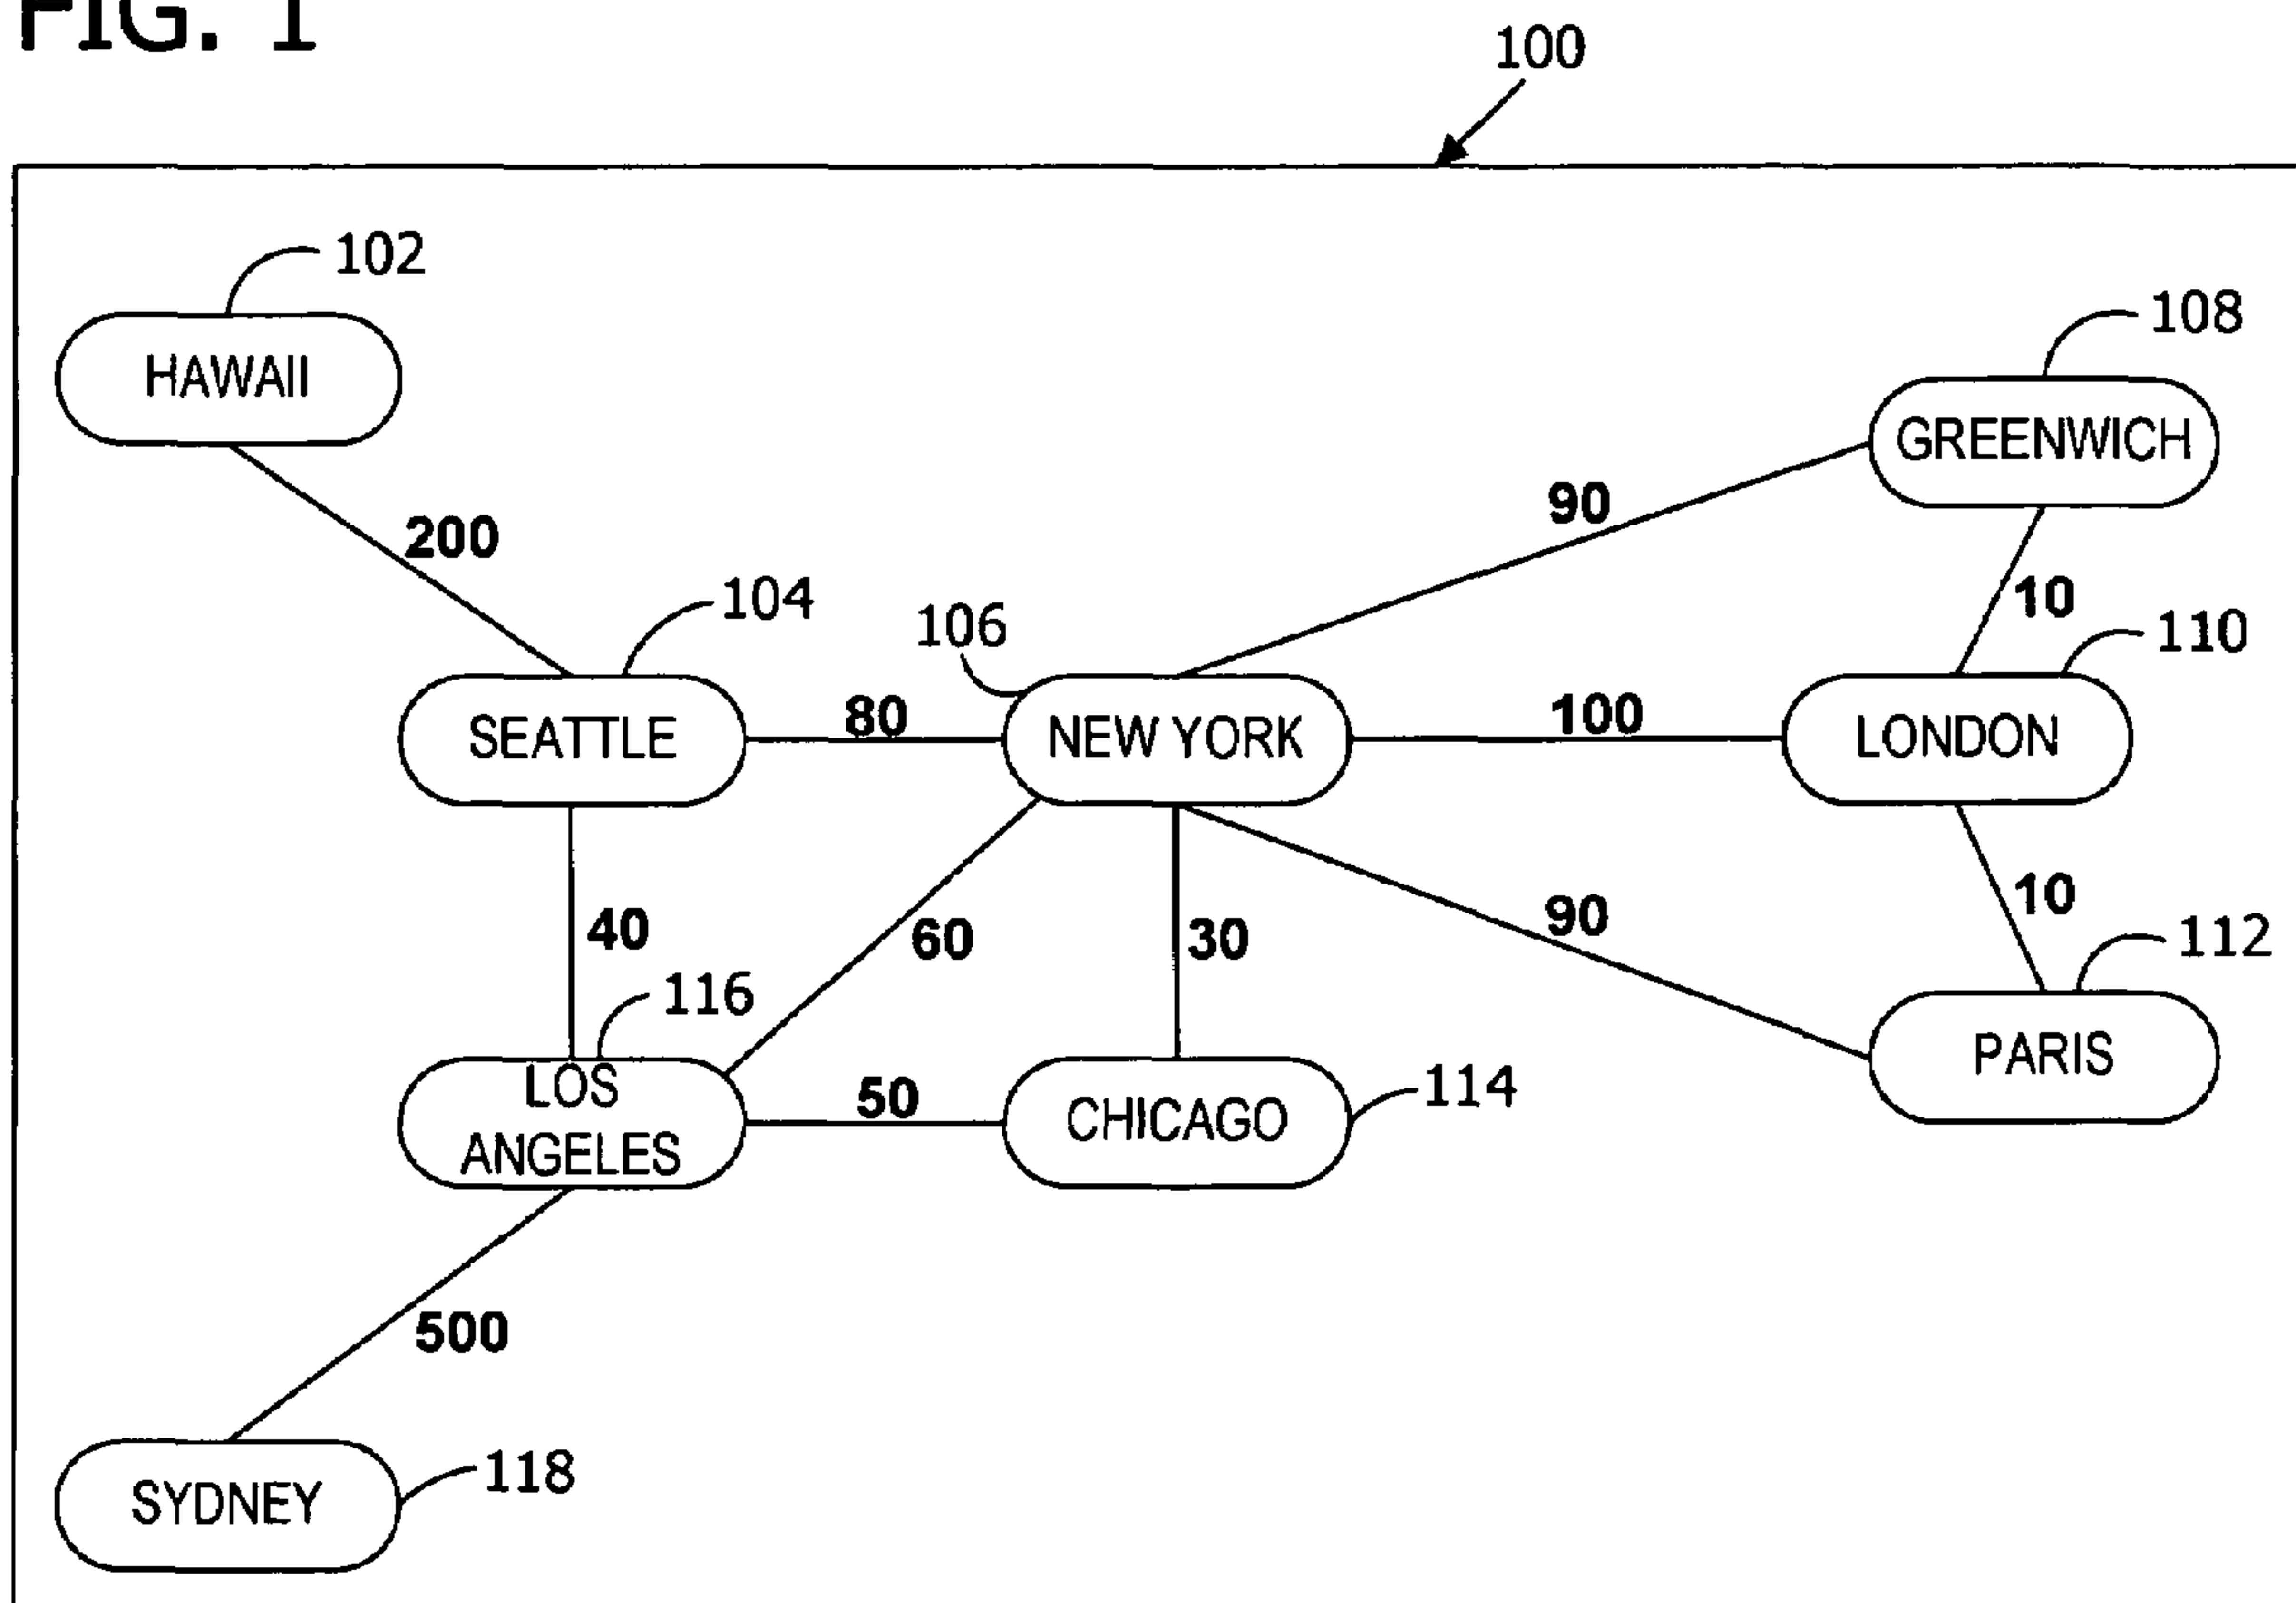 FIG. 1
100
102
HAWAII
108
GREENWICH
200
90
104
106
10
110
SEATTLE
80
NEW YORK
100
LONDON
40
60
30
90
10
112
116
LOS
ANGELES
50
CHICAGO
114
PARIS
500
SYDNEY
118